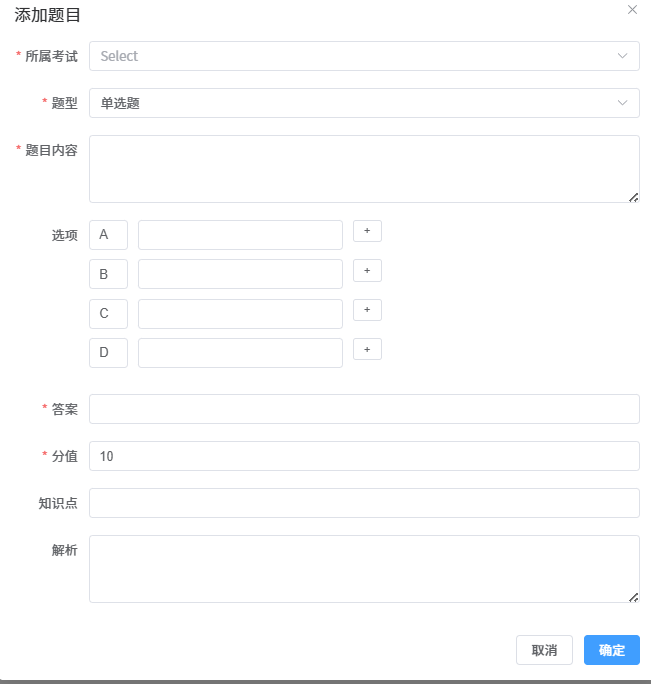 添加题目
* 所属考试 Select
* 题型 单选题
* 题目内容
选项 A +
B +
C +
D +
* 答案
* 分值 10
知识点
解析
取消 确定